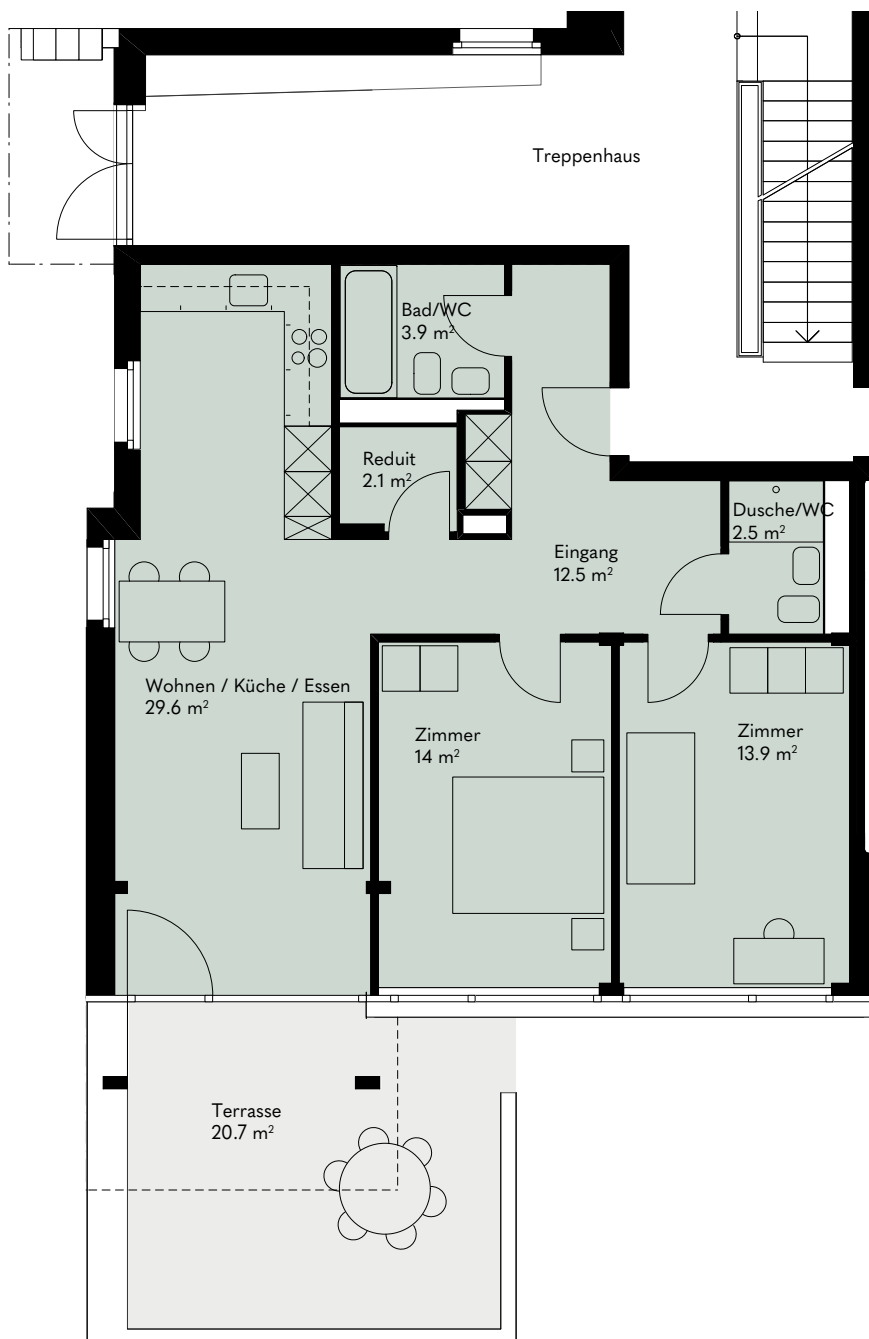 Treppenhaus
Bad/WC
3.9 m²
Reduit
2.1 m²
Dusche/WC
2.5 m²
Eingang
12.5 m²
Wohnen / Küche / Essen
29.6 m²
Zimmer
14 m²
Zimmer
13.9 m²
Terrasse
20.7 m²